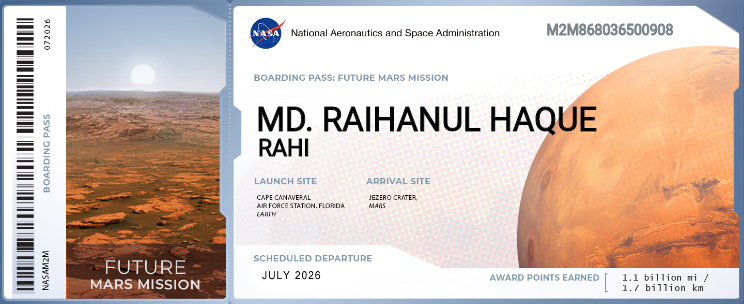 072026
BOARDING PASS
NASAM2M
FUTURE
MARS MISSION
NASA
National Aeronautics and Space Administration
M2M868036500908
BOARDING PASS: FUTURE MARS MISSION
MD. RAIHANUL HAQUE
RAHI
LAUNCH SITE
CAPE CANAVERAL
AIR FORCE STATION, FLORIDA
EARTH
ARRIVAL SITE
JEZERO CRATER,
MARS
SCHEDULED DEPARTURE
JULY 2026
AWARD POINTS EARNED
1.1 billion mi /
1.7 billion km